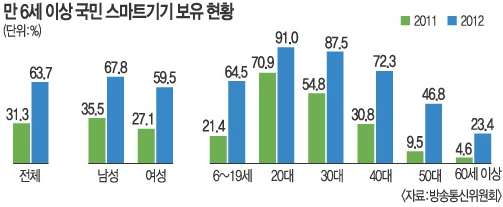 만 6세 이상 국민 스마트기기 보유 현황
(단위:%)
2011 2012
31.3 63.7
35.5 67.8
27.1 59.5
21.4 64.5
70.9 91.0
54.8 87.5
30.8 72.3
9.5 46.8
4.6 23.4
전체 남성 여성 6~19세 20대 30대 40대 50대 60세 이상
<자료:방송통신위원회>